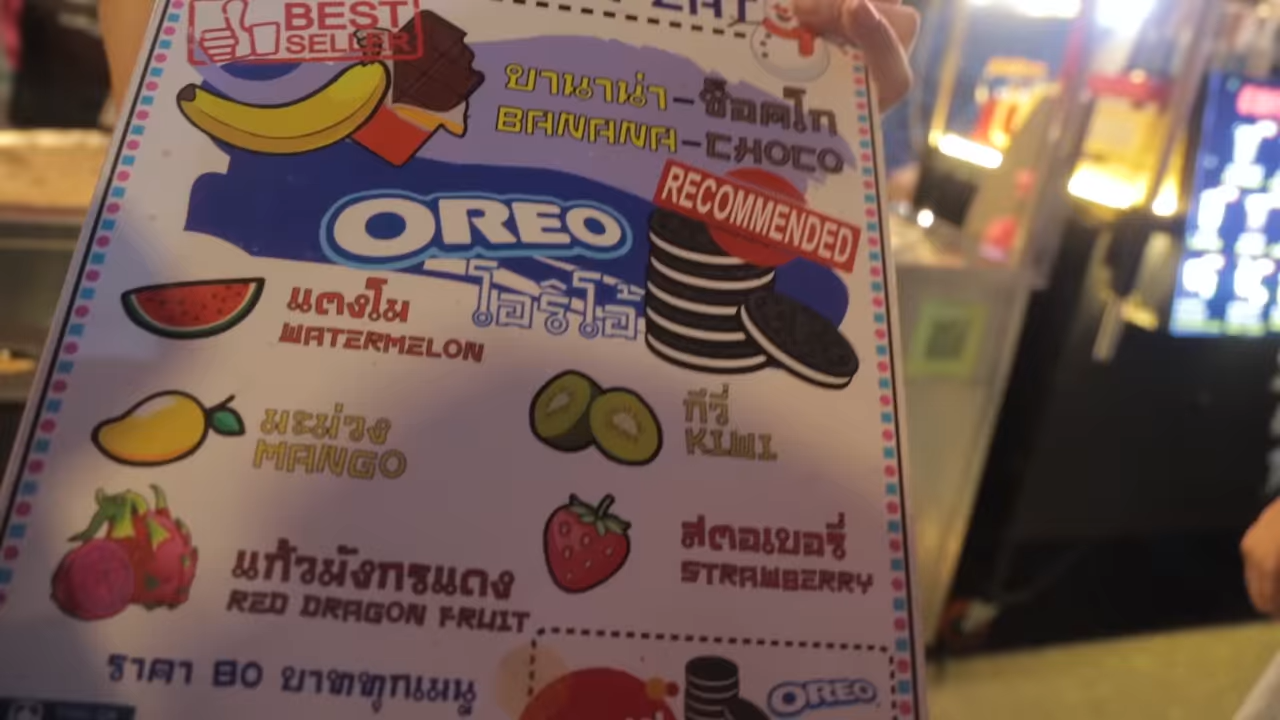 BEST
SELLER
บานาน่า-ช็อคโก
BANANA-CHOCO
RECOMMENDED
OREO
โอริโอ้
แตงโม
WATERMELON
มะม่วง
MANGO
กีวี่
KIWI
แก้วมังกรแดง
RED DRAGON FRUIT
สตอเบอรี่
STRAWBERRY
ราคา 80 บาททุกเมนู
OREO